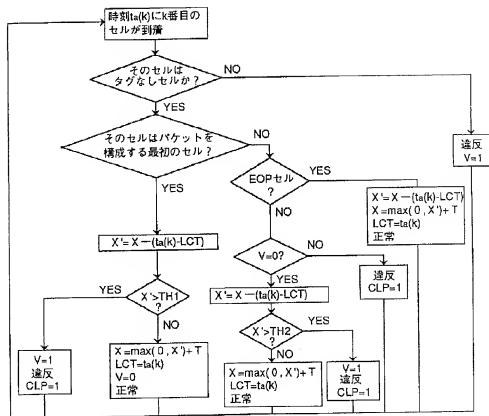 時刻ta(k)にk番目の
セルが到着
そのセルは
タグなしセルか?
NO
YES
そのセルはパケットを
構成する最初のセル?
NO
違反
V=1
YES
EOPセル
?
YES
NO
X'=X—(ta(k)-LCT)
X=max( 0 , X')+ T
LCT=ta(k)
正常
X'= X —(ta(k)-LCT)
V=0?
NO
YES
違反
CLP=1
YES
X'>TH1
?
NO
X'=X—(ta(k)-LCT)
X'>TH2
?
YES
NO
V=1
違反
CLP=1
X=max( 0 , X')+ T
LCT=ta(k)
V=0
正常
X=max( 0 , X')+ T
LCT=ta(k)
正常
V=1
違反
CLP=1